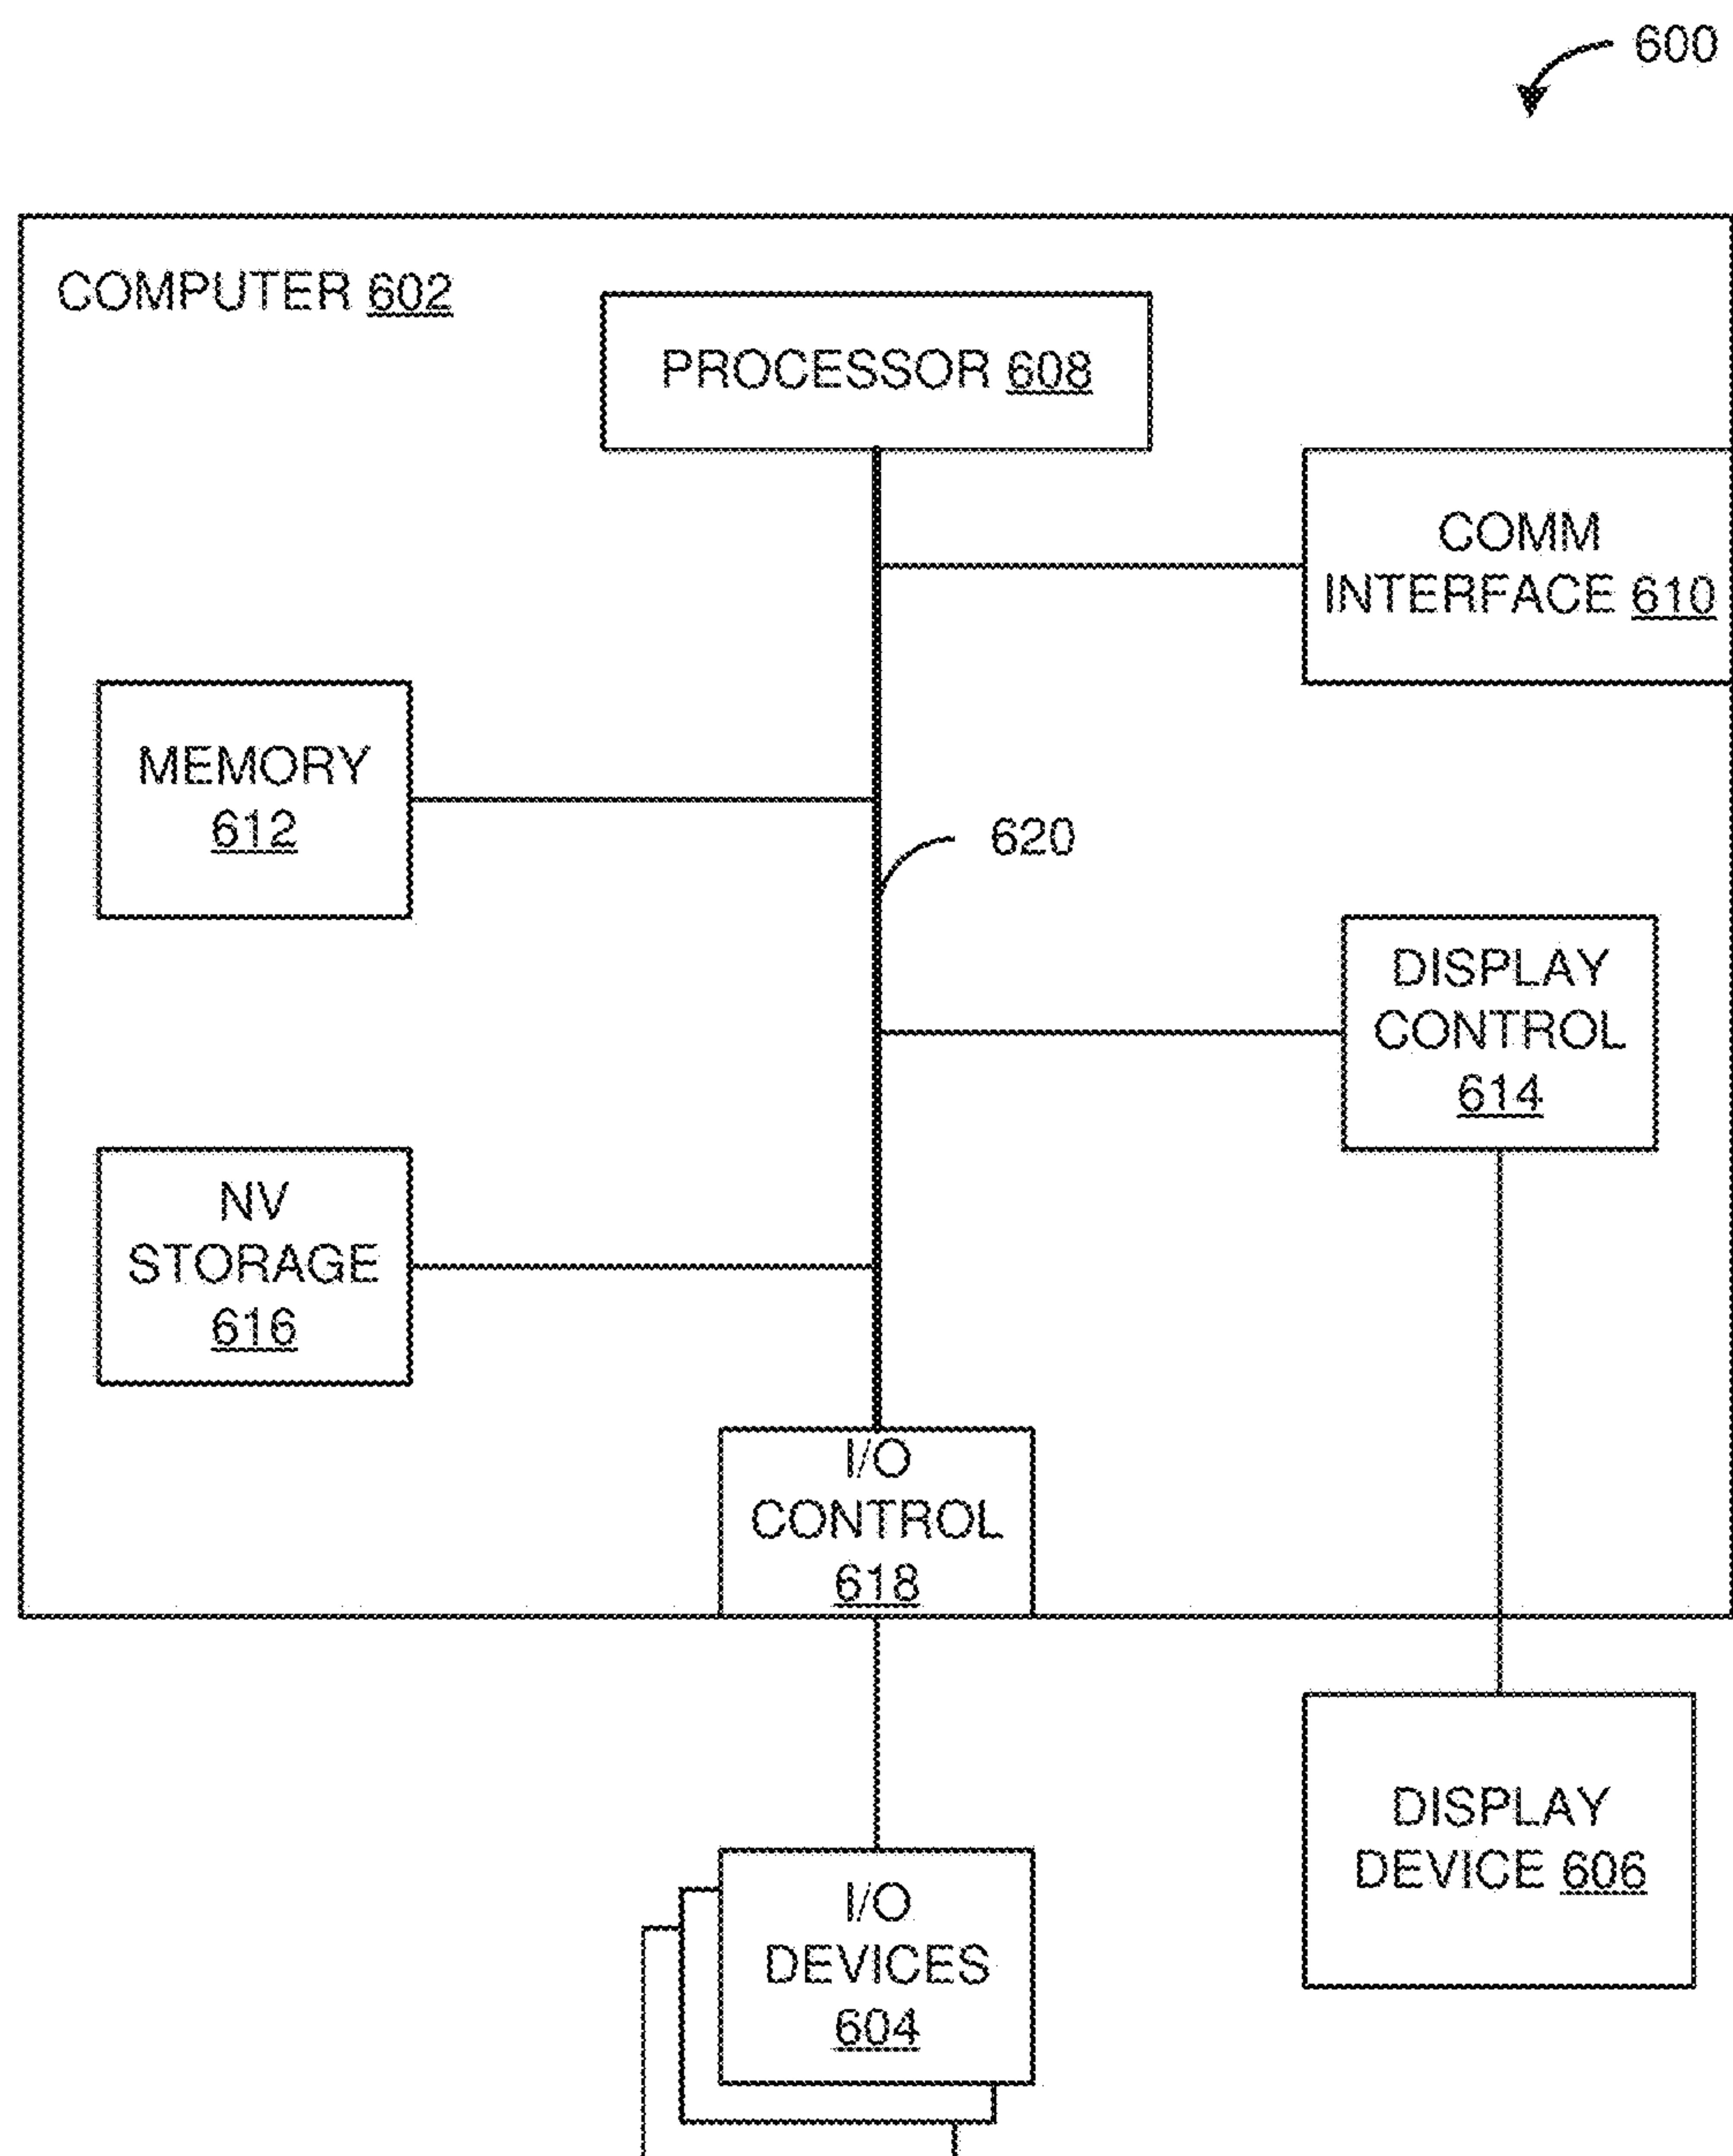 600
COMPUTER 602
PROCESSOR 608
COMM
INTERFACE 610
MEMORY
612
620
DISPLAY
CONTROL
614
NV
STORAGE
616
I/O
CONTROL
618
DISPLAY
DEVICE 606
I/O
DEVICES
604